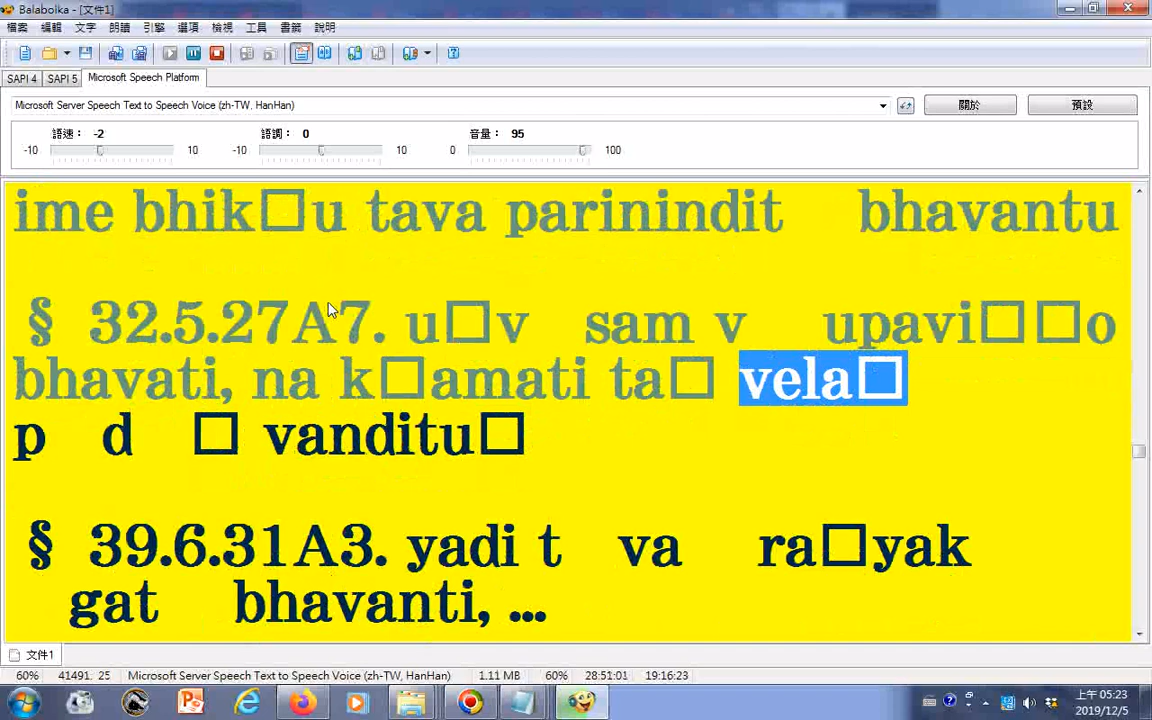 Balabolka - [文件1]
檔案 編輯 文字 朗讀 引擎 選項 檢視 工具 書籤 說明
SAPI 4 SAPI 5 Microsoft Speech Platform
Microsoft Server Speech Text to Speech Voice (zh-TW, HanHan) 關於 預設
語速： -2 語調： 0 音量： 95
-10 10 -10 10 0 100
ime bhik□u tava parinindit bhavantu
§ 32.5.27A7. u□v sam v upavi□□o
bhavati, na k□amati ta□ vela□
p d □ vanditu□
§ 39.6.31A3. yadi t va ra□yak
gat bhavanti, ...
文件1
60% 41491: 25 Microsoft Server Speech Text to Speech Voice (zh-TW, HanHan) 1.11 MB 60% 28:51:01 19:16:23
上午 05:23
2019/12/5